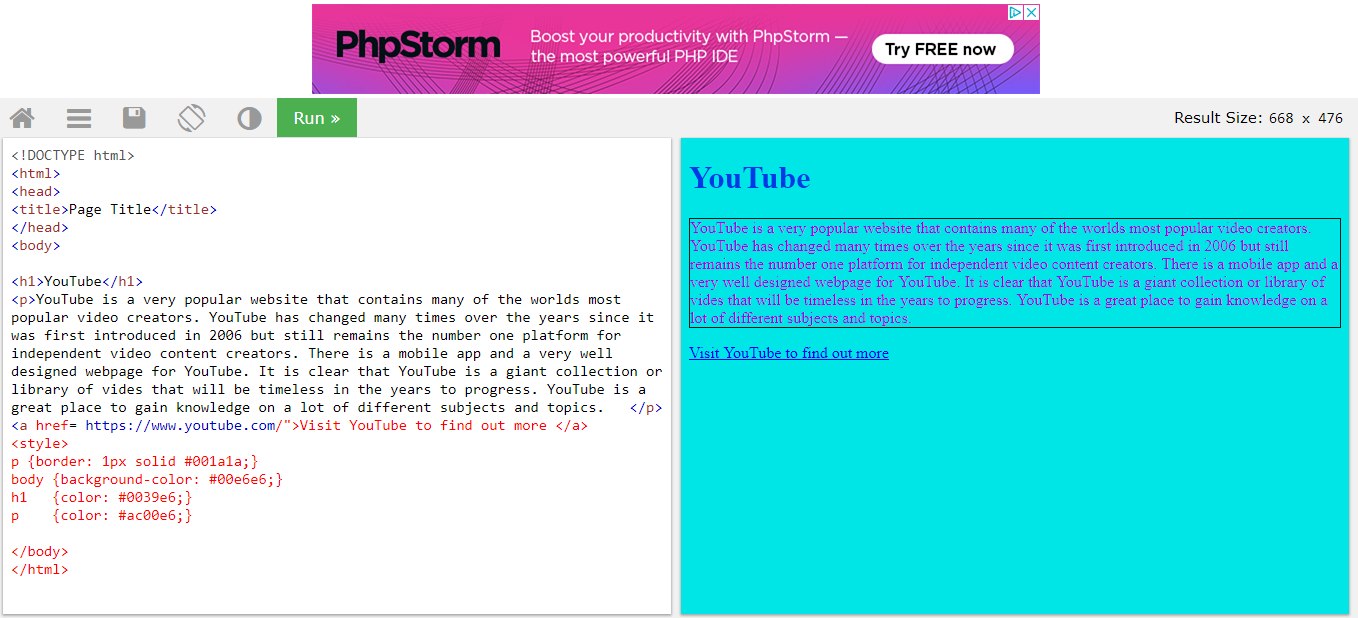 PhpStorm
Boost your productivity with PhpStorm —
the most powerful PHP IDE
Try FREE now
Run »
Result Size: 668 x 476
<!DOCTYPE html>
<html>
<head>
<title>Page Title</title>
</head>
<body>
<h1>YouTube</h1>
<p>YouTube is a very popular website that contains many of the worlds most
popular video creators. YouTube has changed many times over the years since it
was first introduced in 2006 but still remains the number one platform for
independent video content creators. There is a mobile app and a very well
designed webpage for YouTube. It is clear that YouTube is a giant collection or
library of vides that will be timeless in the years to progress. YouTube is a
great place to gain knowledge on a lot of different subjects and topics.   </p>
<a href= https://www.youtube.com/">Visit YouTube to find out more </a>
<style>
p {border: 1px solid #001a1a;}
body {background-color: #00e6e6;}
h1   {color: #0039e6;}
p    {color: #ac00e6;}
</body>
</html>
YouTube
YouTube is a very popular website that contains many of the worlds most popular video creators.
YouTube has changed many times over the years since it was first introduced in 2006 but still
remains the number one platform for independent video content creators. There is a mobile app and a
very well designed webpage for YouTube. It is clear that YouTube is a giant collection or library of
vides that will be timeless in the years to progress. YouTube is a great place to gain knowledge on a
lot of different subjects and topics.
Visit YouTube to find out more